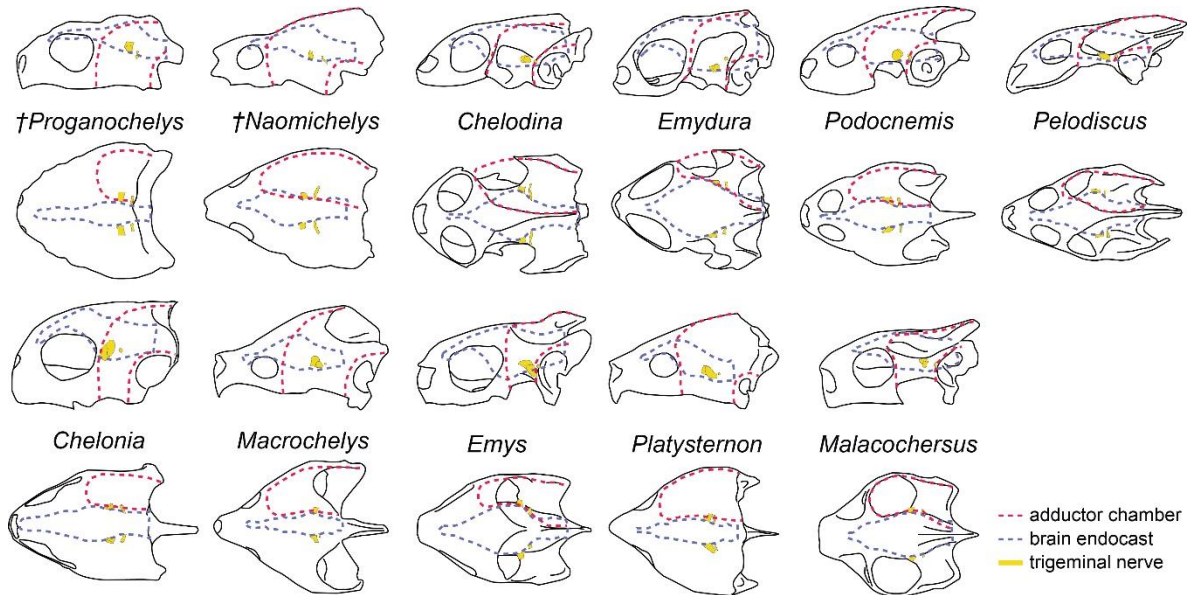 †Proganochelys †Naomichelys Chelodina Emydura Podocnemis Pelodiscus
Chelonia Macrochelys Emys Platysternon Malacochersus
adductor chamber
brain endocast
trigeminal nerve